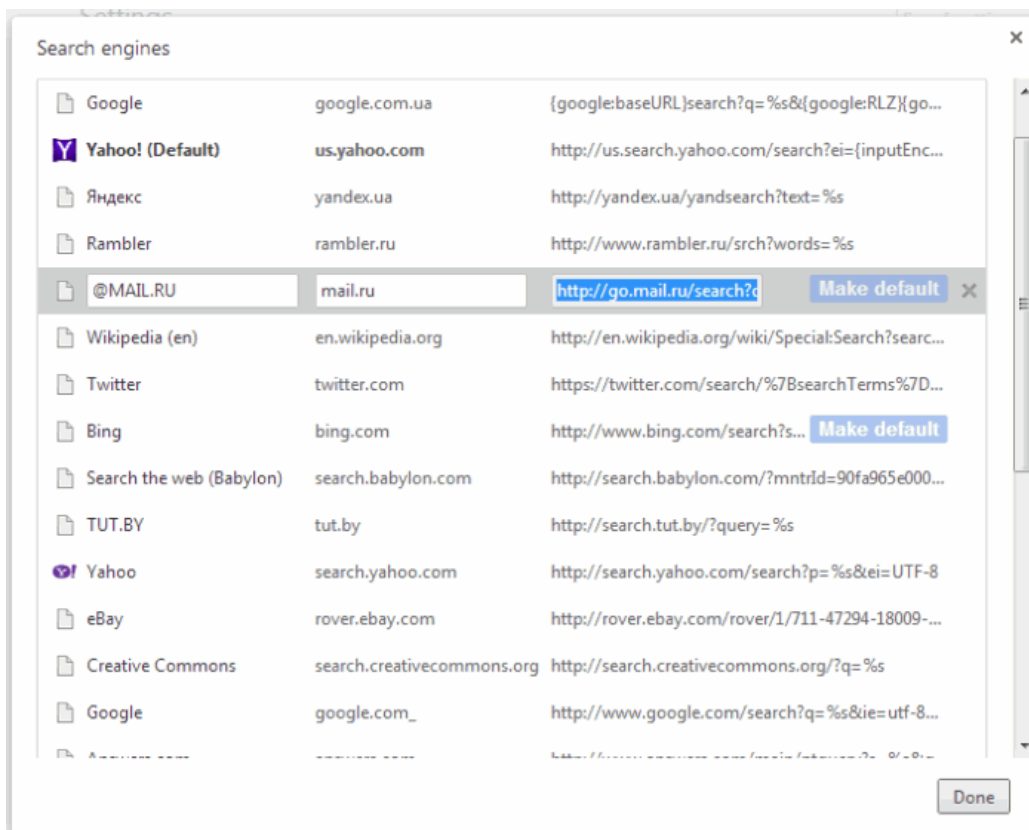 Settings
Search engines
Google google.com.ua {google:baseURL}search?q=%s&{google:RLZ}{go...
Yahoo! (Default) us.yahoo.com http://us.search.yahoo.com/search?ei={inputEnc...
Яндекс yandex.ua http://yandex.ua/yandsearch?text=%s
Rambler rambler.ru http://www.rambler.ru/srch?words=%s
@MAIL.RU mail.ru http://go.mail.ru/search?q Make default
Wikipedia (en) en.wikipedia.org http://en.wikipedia.org/wiki/Special:Search?searc...
Twitter twitter.com https://twitter.com/search/%7BsearchTerms%7D...
Bing bing.com http://www.bing.com/search?s... Make default
Search the web (Babylon) search.babylon.com http://search.babylon.com/?mntrId=90fa965e000...
TUT.BY tut.by http://search.tut.by/?query=%s
Yahoo search.yahoo.com http://search.yahoo.com/search?p=%s&ei=UTF-8
eBay rover.ebay.com http://rover.ebay.com/rover/1/711-47294-18009-...
Creative Commons search.creativecommons.org http://search.creativecommons.org/?q=%s
Google google.com_ http://www.google.com/search?q=%s&ie=utf-8...
Answers.com answers.com
Done